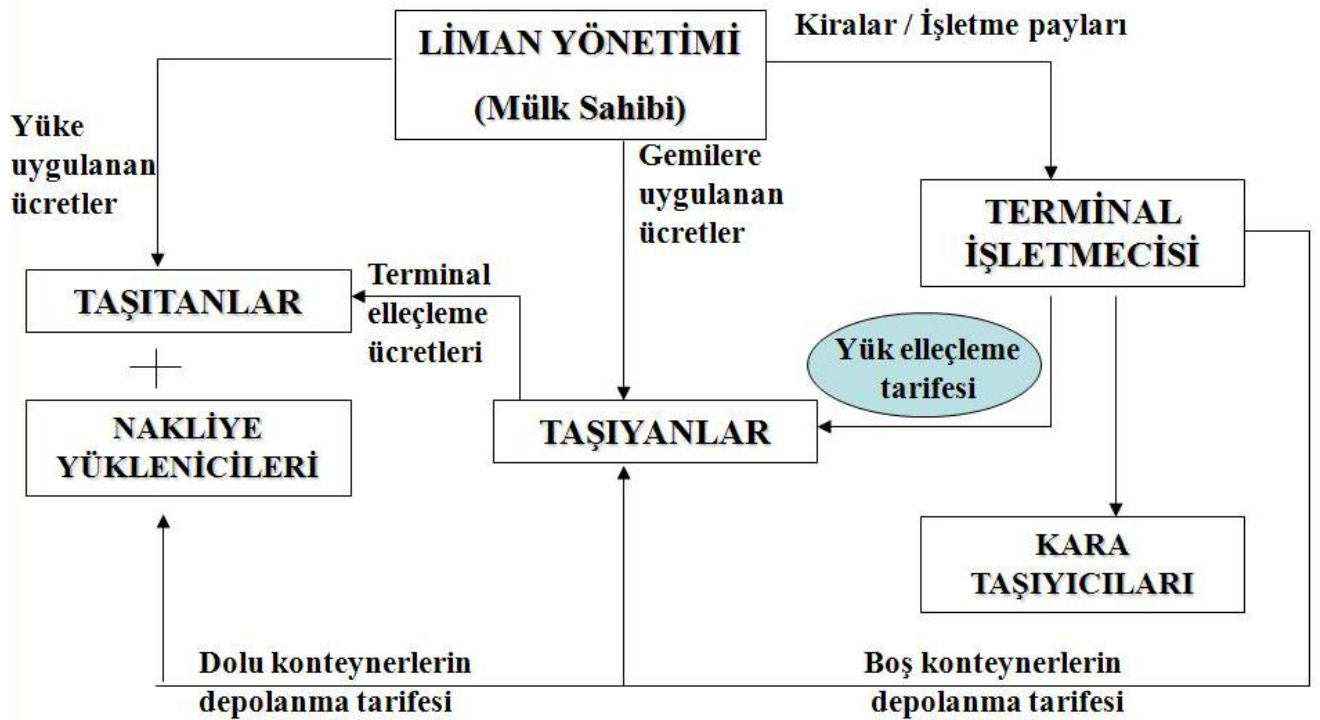 LİMAN YÖNETİMİ
(Mülk Sahibi)
Kiralar / İşletme payları
Yüke
uygulanan
ücretler
Gemilere
uygulanan
ücretler
TERMİNAL
İŞLETMECİSİ
TAŞITANLAR
Terminal
elleçleme
ücretleri
Yük elleçleme
tarifesi
NAKLİYE
YÜKLENİCİLERİ
TAŞIYANLAR
KARA
TAŞIYICILARI
Dolu konteynerlerin
depolanma tarifesi
Boş konteynerlerin
depolanma tarifesi